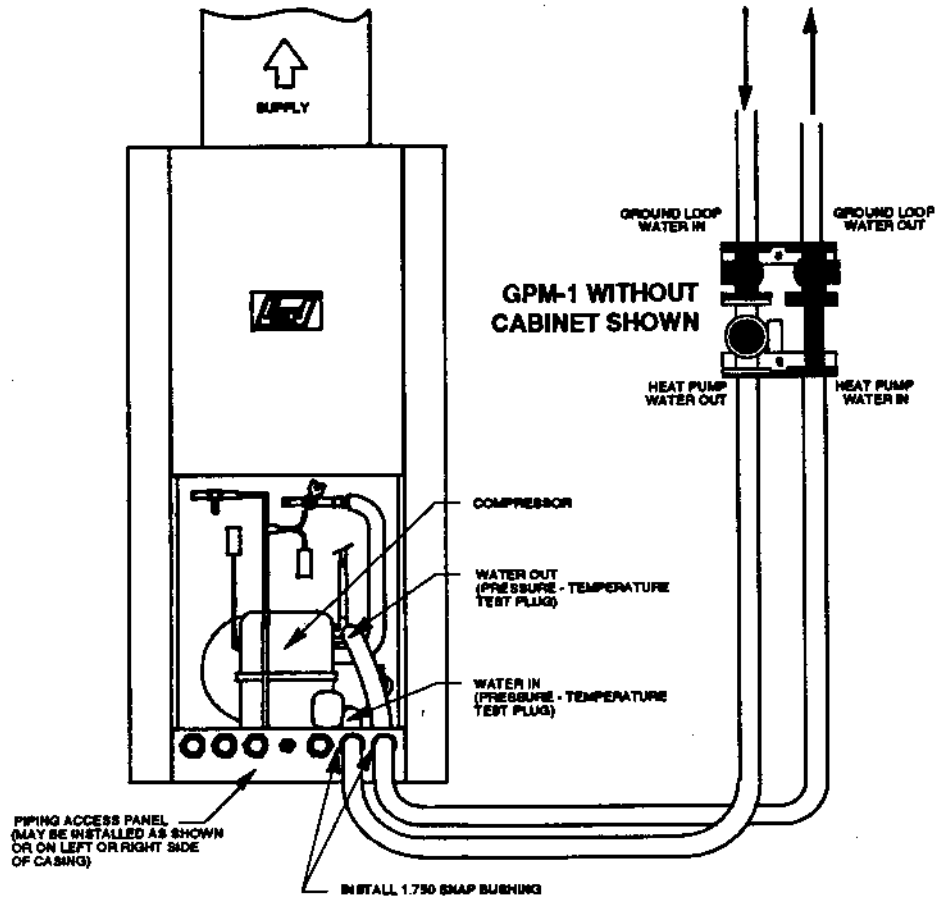 SUPPLY
GROUND LOOP
WATER IN
GROUND LOOP
WATER OUT
GPM-1 WITHOUT
CABINET SHOWN
HEAT PUMP
WATER OUT
HEAT PUMP
WATER IN
COMPRESSOR
WATER OUT
(PRESSURE - TEMPERATURE
TEST PLUG)
WATER IN
(PRESSURE - TEMPERATURE
TEST PLUG)
PIPING ACCESS PANEL
(MAY BE INSTALLED AS SHOWN
OR ON LEFT OR RIGHT SIDE
OF CASING)
INSTALL 1.750 SNAP BUSHING